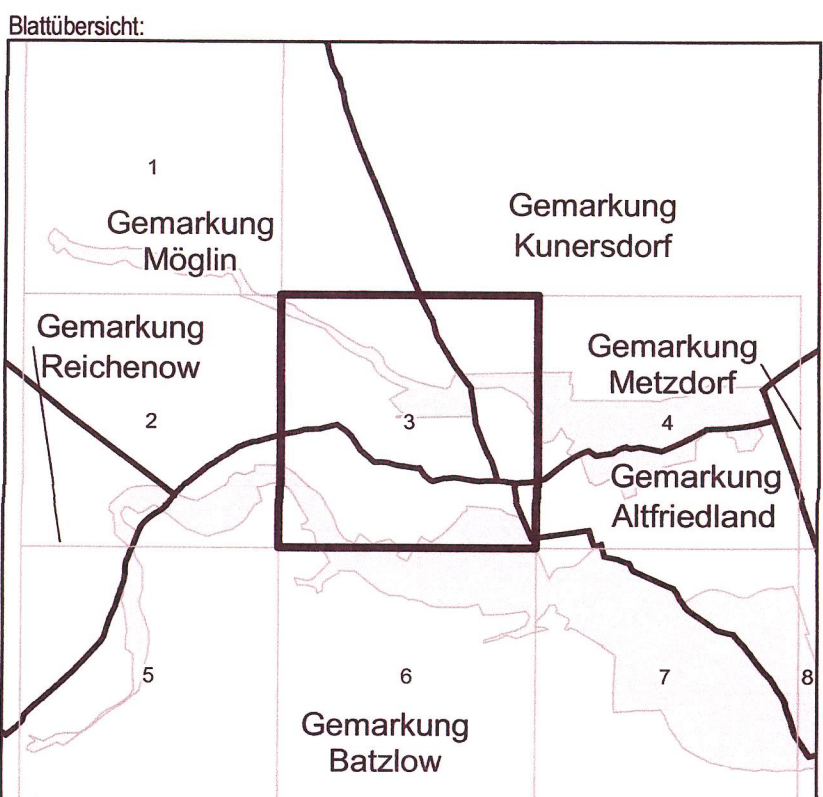 Blattübersicht:
1
Gemarkung
Möglin
Gemarkung
Kunersdorf
Gemarkung
Reichenow
2
3
Gemarkung
Metzdorf
4
Gemarkung
Altfriedland
5
6
7
8
Gemarkung
Batzlow